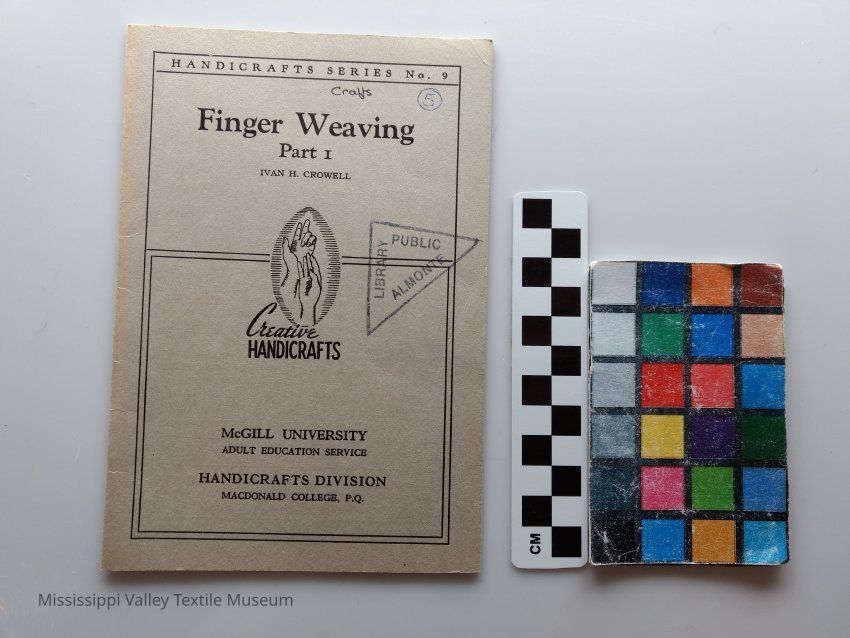 HANDICRAFTS SERIES No. 9
Crafts
5
Finger Weaving
Part 1
IVAN H. CROWELL
PUBLIC
LIBRARY
ALMONTE
Creative
HANDICRAFTS
McGILL UNIVERSITY
ADULT EDUCATION SERVICE
HANDICRAFTS DIVISION
MACDONALD COLLEGE, P.Q.
CM
Mississippi Valley Textile Museum